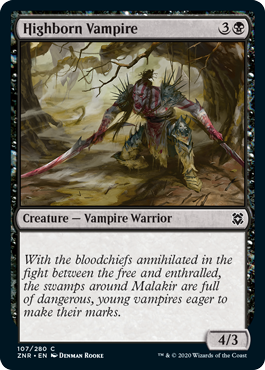 Highborn Vampire 3
Creature — Vampire Warrior
With the bloodchiefs annihilated in the
fight between the free and enthralled,
the swamps around Malakir are full
of dangerous, young vampires eager to
make their marks.
4/3
107/280 C
ZNR • EN DENMAN ROOKE
™ & © 2020 Wizards of the Coast